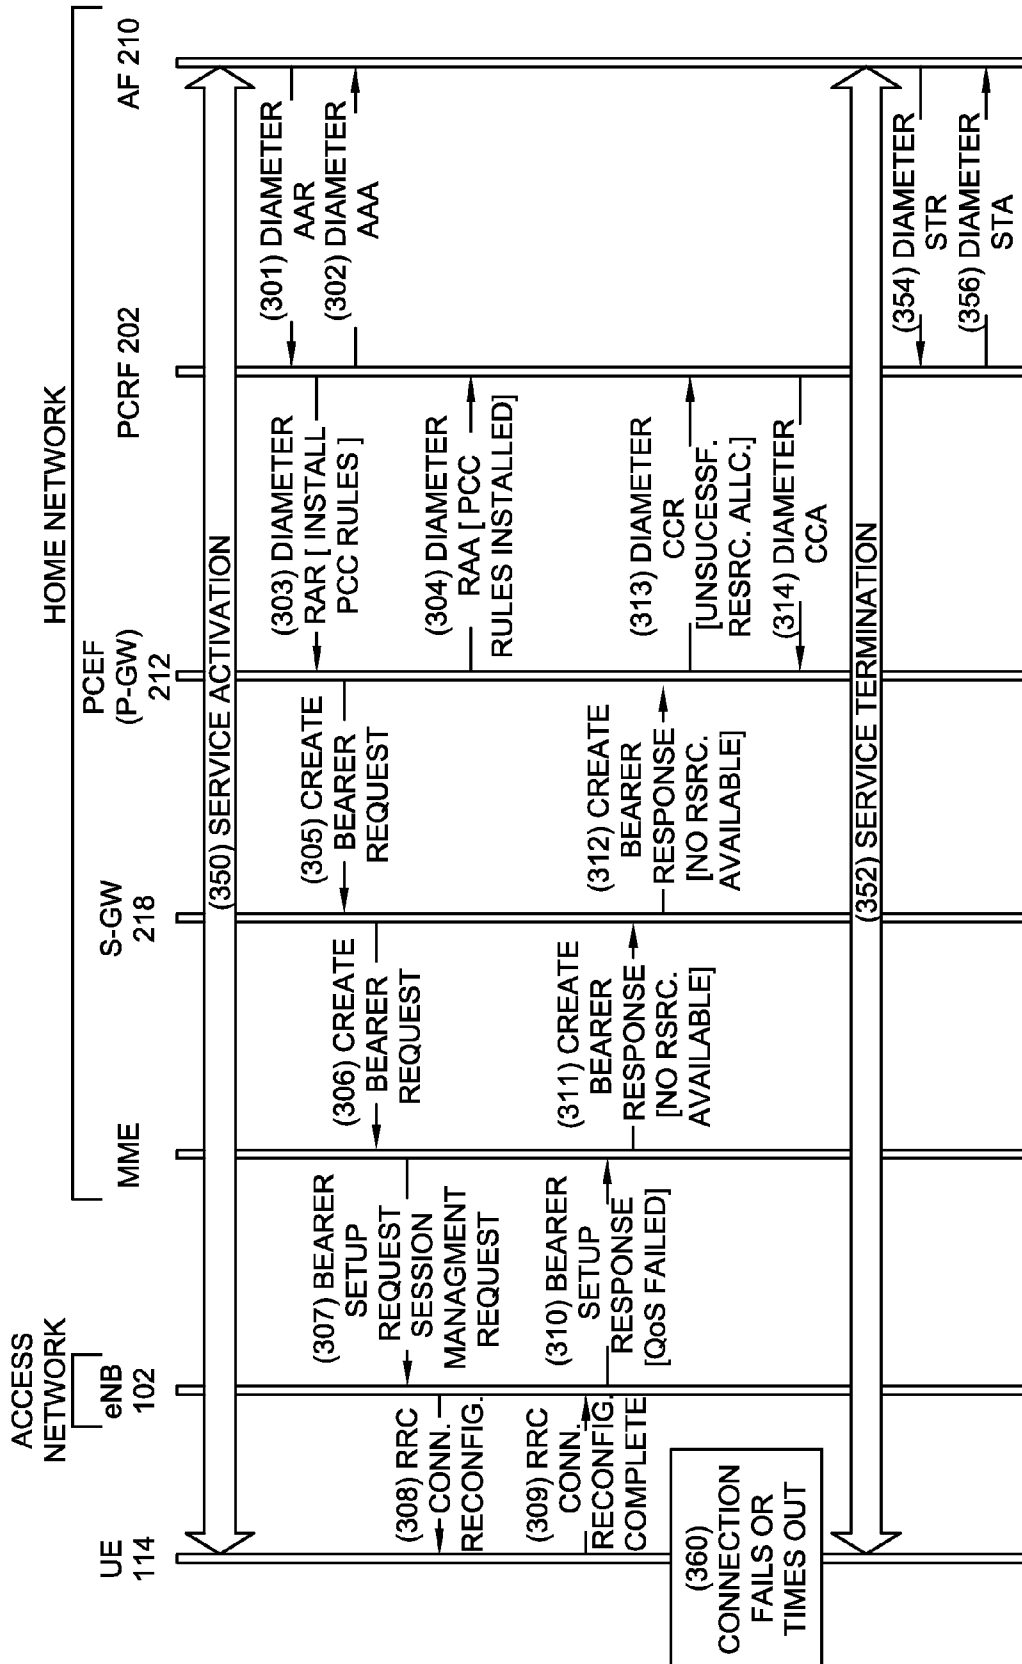 HOME NETWORK
ACCESS
NETWORK
UE
114
eNB
102
MME
S-GW
218
PCEF
(P-GW)
212
PCRF 202
AF 210
(350) SERVICE ACTIVATION
(301) DIAMETER
AAR
(302) DIAMETER
AAA
(303) DIAMETER
RAR [ INSTALL
PCC RULES ]
(304) DIAMETER
RAA [ PCC
RULES INSTALLED]
(305) CREATE
BEARER
REQUEST
(306) CREATE
BEARER
REQUEST
(307) BEARER
SETUP
REQUEST
SESSION
MANAGMENT
REQUEST
(308) RRC
CONN.
RECONFIG.
(309) RRC
CONN.
RECONFIG.
COMPLETE
(310) BEARER
SETUP
RESPONSE
[QoS FAILED]
(311) CREATE
BEARER
RESPONSE
[NO RSRC.
AVAILABLE]
(312) CREATE
BEARER
RESPONSE
[NO RSRC.
AVAILABLE]
(313) DIAMETER
CCR
[UNSUCESSF.
RESRC. ALLC.]
(314) DIAMETER
CCA
(360)
CONNECTION
FAILS OR
TIMES OUT
(352) SERVICE TERMINATION
(354) DIAMETER
STR
(356) DIAMETER
STA